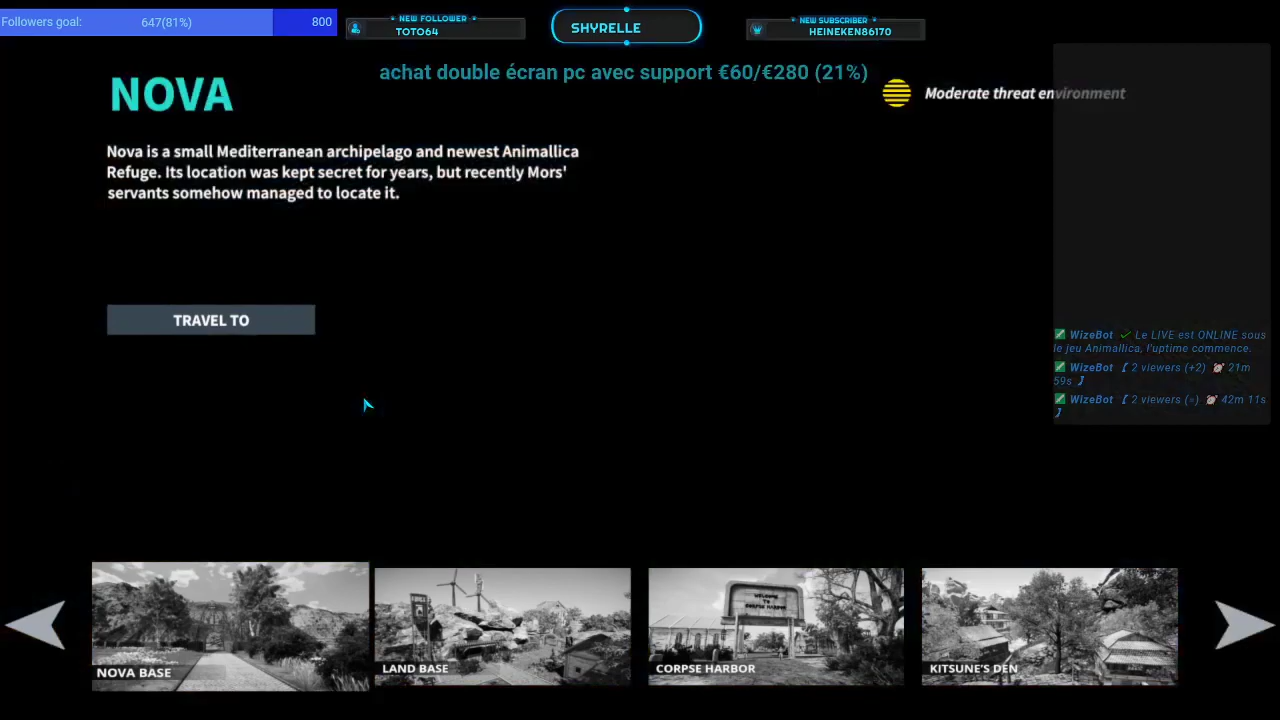 Followers goal: 647(81%) 800
NEW FOLLOWER
TOTO64
SHYRELLE
NEW SUBSCRIBER
HEINEKEN86170
achat double écran pc avec support €60/€280 (21%)
NOVA
Moderate threat environment
Nova is a small Mediterranean archipelago and newest Animallica
Refuge. Its location was kept secret for years, but recently Mors'
servants somehow managed to locate it.
TRAVEL TO
WizeBot ✓ Le LIVE est ONLINE sous
le jeu Animallica, l'uptime commence.
WizeBot 【 2 viewers (+2) 21m
59s 】
WizeBot 【 2 viewers (=) 42m 11s
】
WELCOME
TO
CORPSE HARBOR
NOVA BASE
LAND BASE
CORPSE HARBOR
KITSUNE'S DEN